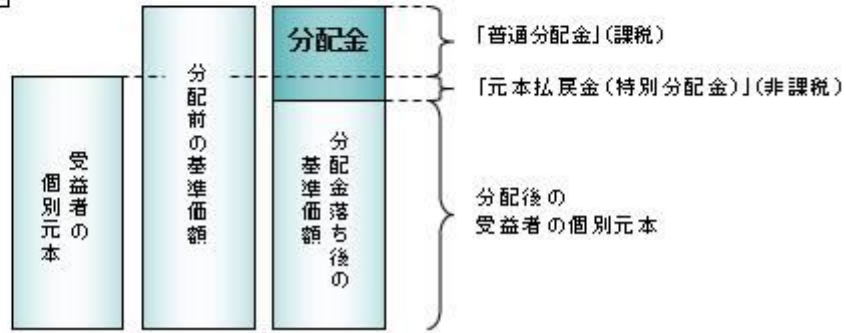 受益者の
個別元本
分配前の基準価額
分配金
分配金落ち後の
基準価額
「普通分配金」(課税)
「元本払戻金(特別分配金)」(非課税)
分配後の
受益者の個別元本